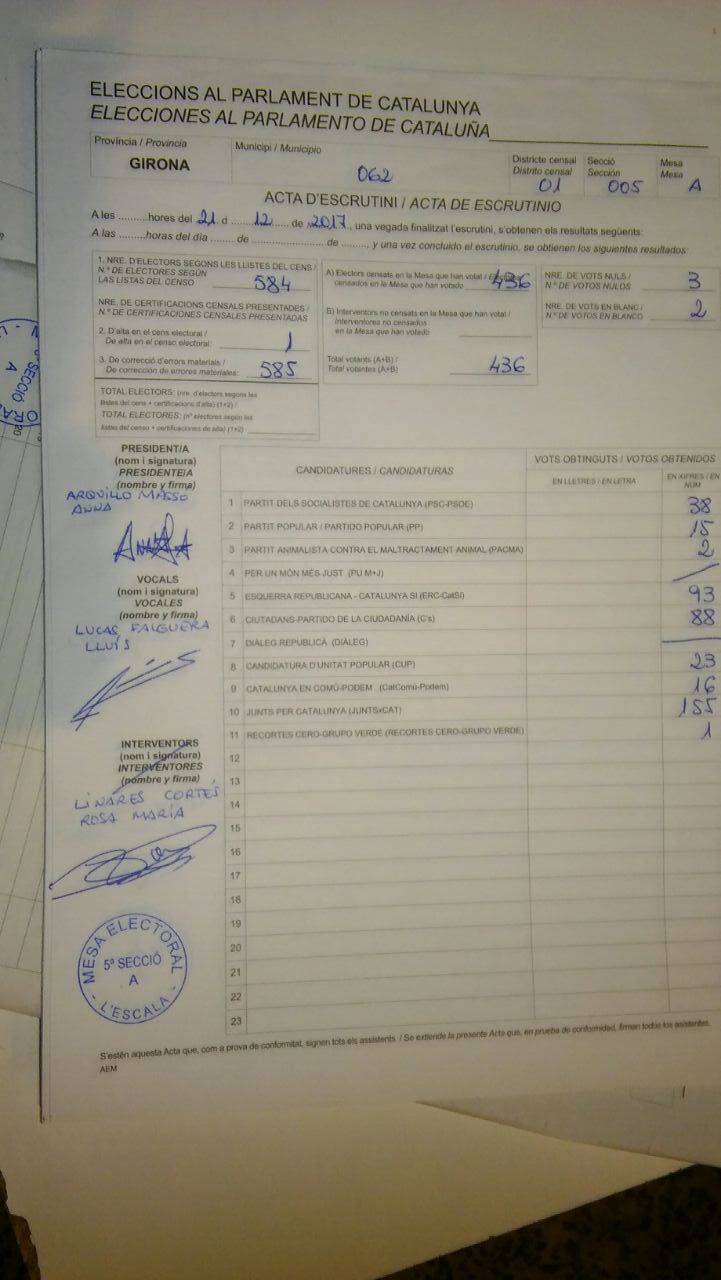 ELECCIONS AL PARLAMENT DE CATALUNYA
ELECCIONES AL PARLAMENTO DE CATALUÑA
Província / Provincia
GIRONA
Municipi / Municipio
062
Districte censal
Distrito censal
01
Secció
Sección
005
Mesa
Mesa
A
ACTA D'ESCRUTINI / ACTA DE ESCRUTINIO
A les .........hores del 21 d ... 12 ..... de .2017., una vegada finalitzat l'escrutini, s'obtenen els resultats següents:
A las .........horas del día ....... de ........................ de ........, y una vez concluido el escrutinio, se obtienen los siguientes resultados:
1. NRE. D'ELECTORS SEGONS LES LLISTES DEL CENS /
N.º DE ELECTORES SEGÚN
LAS LISTAS DEL CENSO 584
NRE. DE CERTIFICACIONS CENSALS PRESENTADES /
N.º DE CERTIFICACIONES CENSALES PRESENTADAS
2. D'alta en el cens electoral /
De alta en el censo electoral: 1
3. De correcció d'errors materials /
De corrección de errores materiales: 585
TOTAL ELECTORS: (nre. d'electors segons les
llistes del cens + certificacions d'alta) (1+2) /
TOTAL ELECTORES: (nº electores según las
listas del censo + certificaciones de alta) (1+2)
A) Electors censats en la Mesa que han votat /
censados en la Mesa que han votado 436
B) Interventors no censats en la Mesa que han votat /
Interventores no censados
en la Mesa que han votado
Total votants (A+B) /
Total votantes (A+B) 436
NRE. DE VOTS NULS /
N.º DE VOTOS NULOS 3
NRE. DE VOTS EN BLANC /
N.º DE VOTOS EN BLANCO 2
PRESIDENT/A
(nom i signatura)
PRESIDENTE/A
(nombre y firma)
ARQUILLO MASSO
ANNA
VOCALS
(nom i signatura)
VOCALES
(nombre y firma)
LUCAS FALGUERA
LLUÍS
INTERVENTORS
(nom i signatura)
INTERVENTORES
(nombre y firma)
LINARES CORTÉS
ROSA MARÍA
MESA ELECTORAL
5ª SECCIÓ
A
- L'ESCALA -
CANDIDATURES / CANDIDATURAS
VOTS OBTINGUTS / VOTOS OBTENIDOS
EN LLETRES / EN LETRA
EN XIFRES / EN
NÚM
1 PARTIT DELS SOCIALISTES DE CATALUNYA (PSC-PSOE) 38
2 PARTIT POPULAR / PARTIDO POPULAR (PP) 15
3 PARTIT ANIMALISTA CONTRA EL MALTRACTAMENT ANIMAL (PACMA) 2
4 PER UN MÓN MÉS JUST (PU M+J)
5 ESQUERRA REPUBLICANA - CATALUNYA SÍ (ERC-CatSí) 93
6 CIUTADANS-PARTIDO DE LA CIUDADANÍA (C's) 88
7 DIÀLEG REPUBLICÀ (DIÀLEG)
8 CANDIDATURA D'UNITAT POPULAR (CUP) 23
9 CATALUNYA EN COMÚ-PODEM (CatComú-Podem) 16
10 JUNTS PER CATALUNYA (JUNTSxCAT) 155
11 RECORTES CERO-GRUPO VERDE (RECORTES CERO-GRUPO VERDE) 1
12
13
14
15
16
17
18
19
20
21
22
23
S'estén aquesta Acta que, com a prova de conformitat, signen tots els assistents. / Se extiende la presente Acta que, en prueba de conformidad, firman todos los asistentes.
AEM